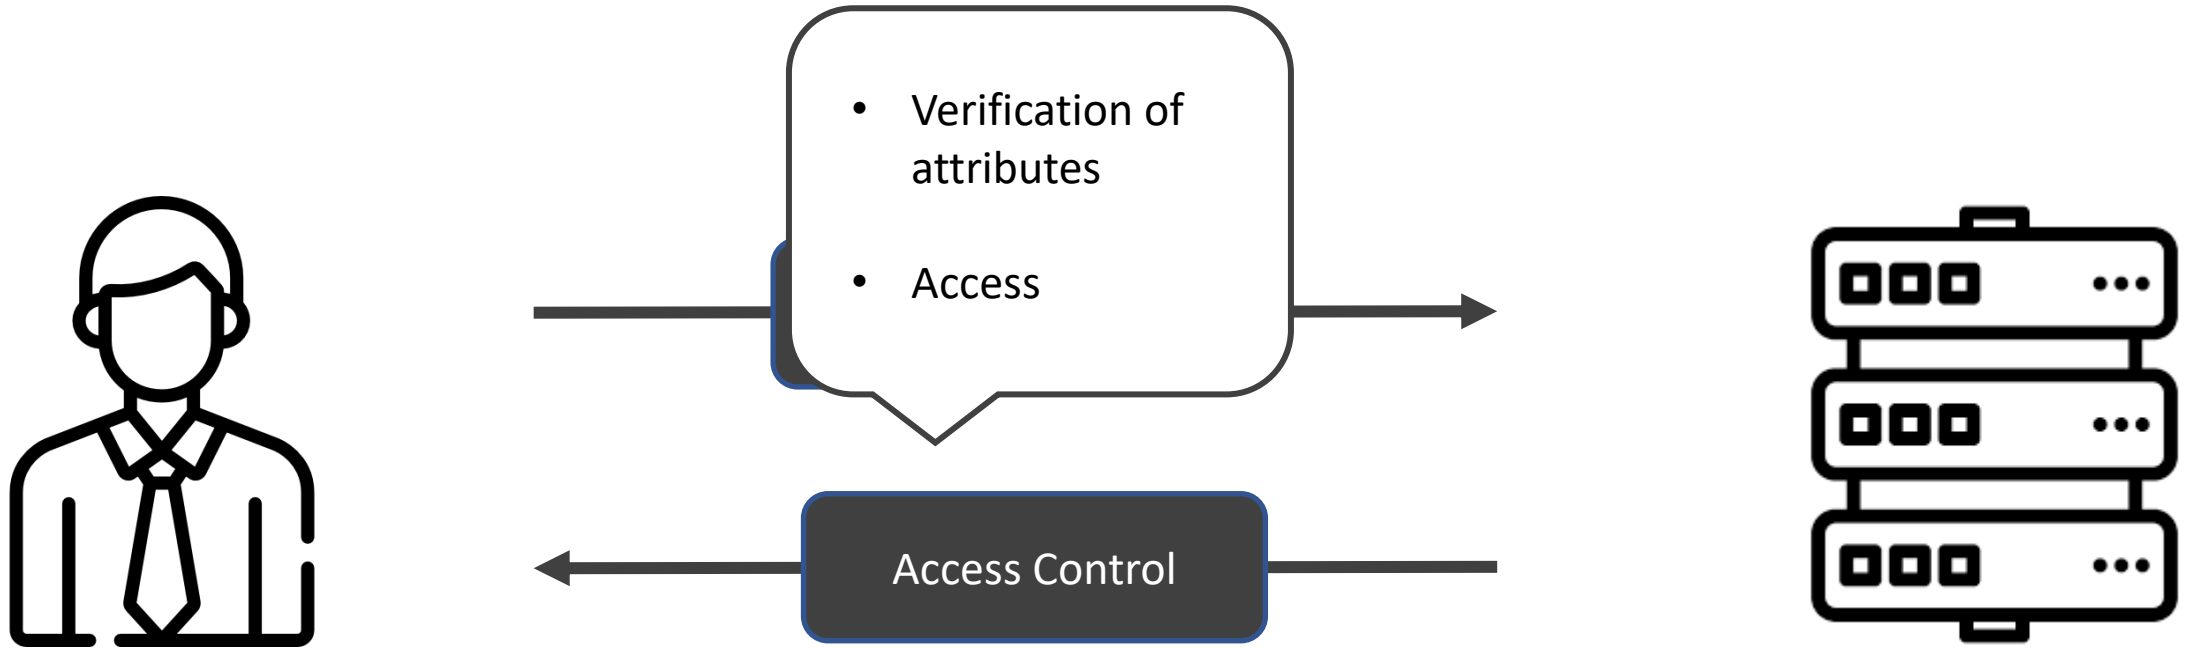 • Verification of
attributes
• Access
Access Control